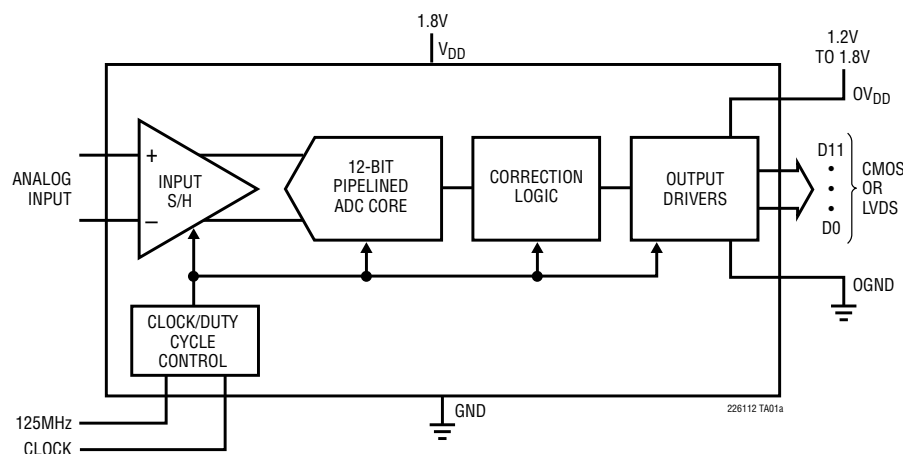 1.8V
VDD
1.2V
TO 1.8V
OVDD
ANALOG
INPUT
+
−
INPUT
S/H
12-BIT
PIPELINED
ADC CORE
CORRECTION
LOGIC
OUTPUT
DRIVERS
D11
•
•
•
D0
CMOS
OR
LVDS
OGND
CLOCK/DUTY
CYCLE
CONTROL
GND
226112 TA01a
125MHz
CLOCK